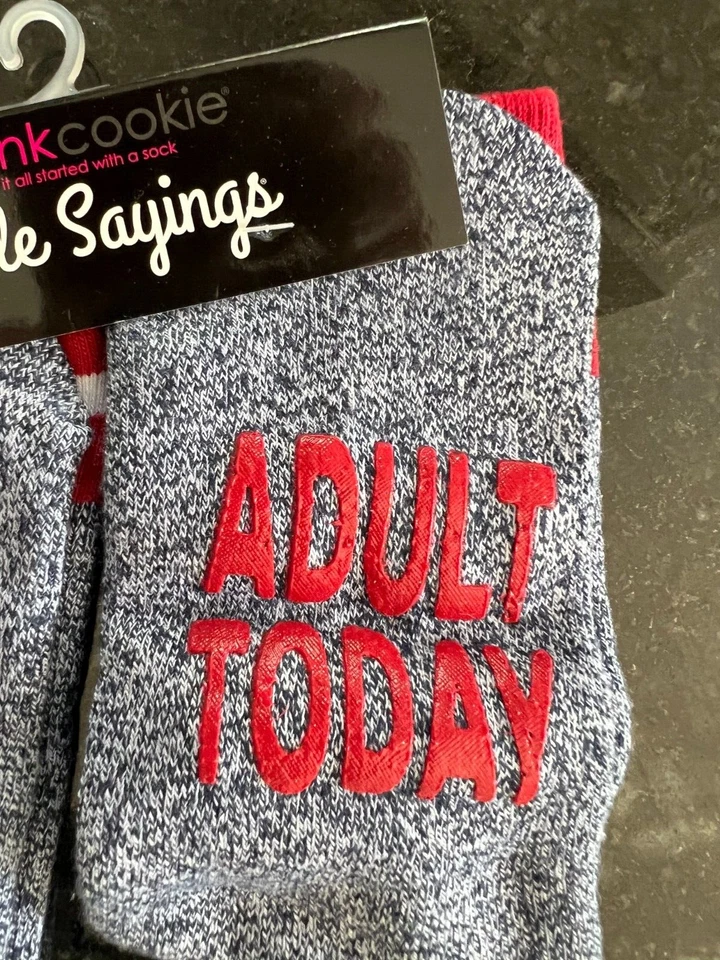 nkcookie®
it all started with a sock
le Sayings
ADULT
TODAY